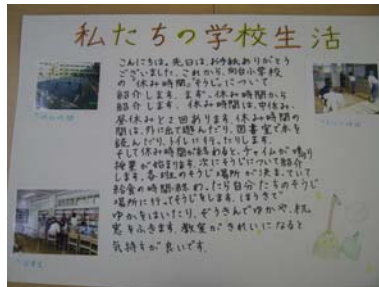 私たちの学校生活
こんにちは。先日は、お手紙ありがとう
ございました。これから、向台小学校
の"休み時間""そうじ"について
紹介します。まず、休み時間から
紹介します。休み時間は、中休み・
昼休みと2回あります。休み時間の
間は、外に出て遊んだり、図書室で本を
読んだり、トイレに行ったりします。
そして休み時間が終わると、チャイムが鳴り
授業が始まります。次にそうじについて紹介
します。各班のそうじ場所が決まっていて
給食の時間が終わったら自分たちのそうじ
場所に行ってそうじをします。ほうきで
ゆかをはいたり、ぞうきんでゆかや、机、
窓をふきます。教室がきれいになると
気持ちが良いです。